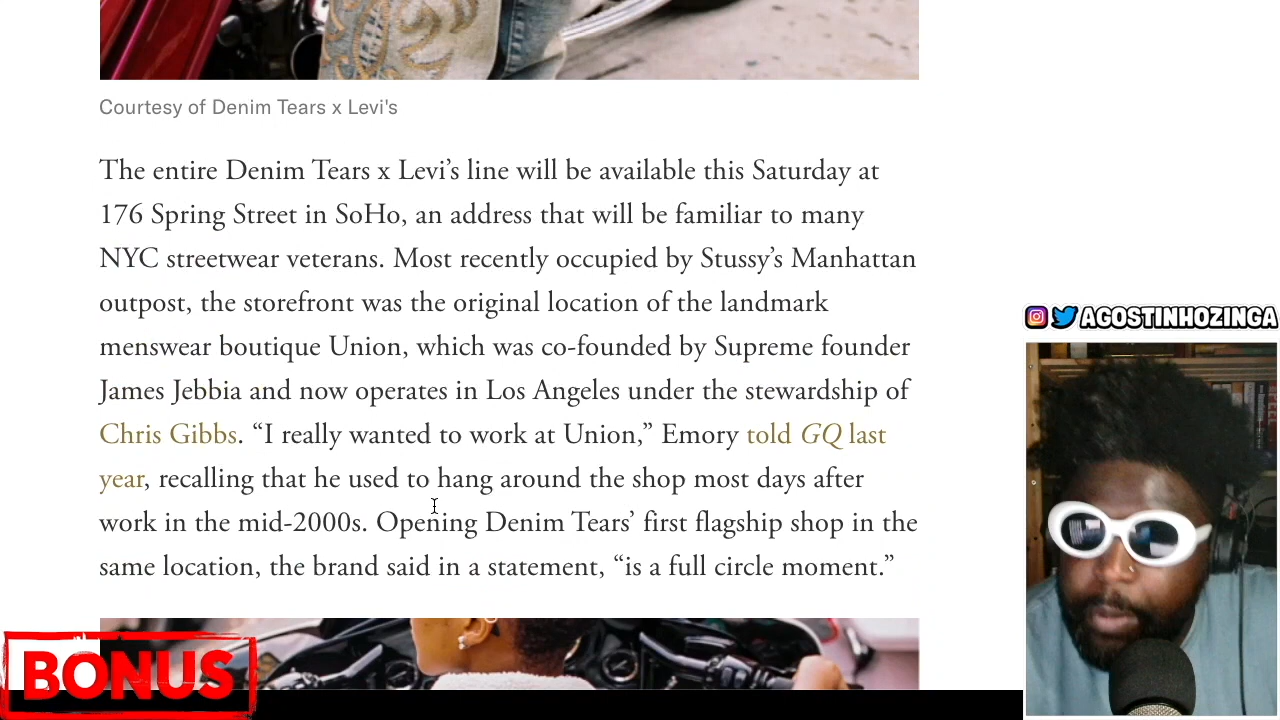 Courtesy of Denim Tears x Levi's
The entire Denim Tears x Levi’s line will be available this Saturday at
176 Spring Street in SoHo, an address that will be familiar to many
NYC streetwear veterans. Most recently occupied by Stussy’s Manhattan
outpost, the storefront was the original location of the landmark
menswear boutique Union, which was co-founded by Supreme founder
James Jebbia and now operates in Los Angeles under the stewardship of
Chris Gibbs. “I really wanted to work at Union,” Emory told GQ last
year, recalling that he used to hang around the shop most days after
work in the mid-2000s. Opening Denim Tears’ first flagship shop in the
same location, the brand said in a statement, “is a full circle moment.”
AGOSTINHOZINGA
BONUS